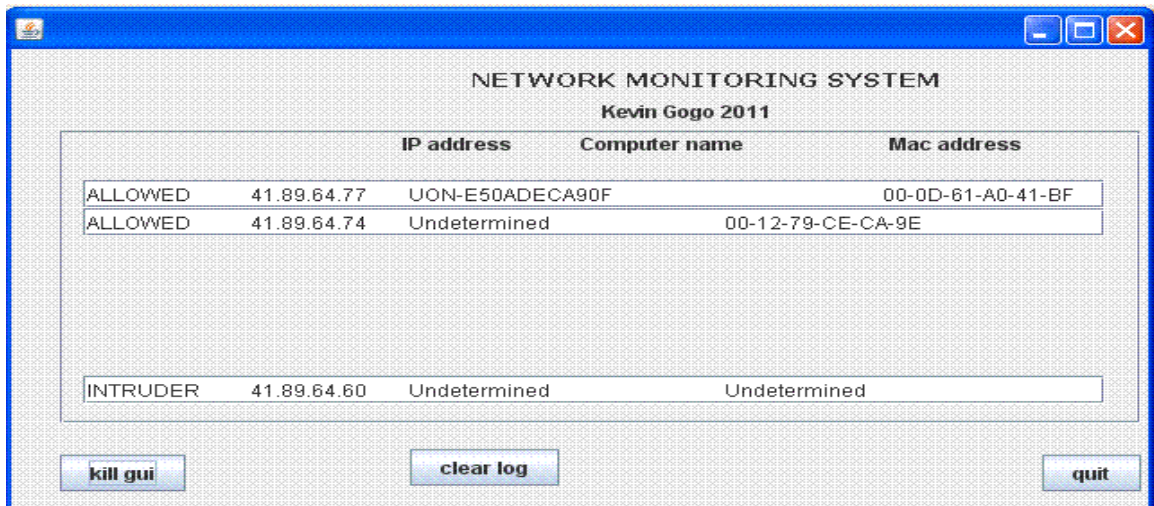 NETWORK MONITORING SYSTEM
Kevin Gogo 2011
IP address Computer name Mac address
ALLOWED 41.89.64.77 UON-E50ADECA90F 00-0D-61-A0-41-BF
ALLOWED 41.89.64.74 Undetermined 00-12-79-CE-CA-9E
INTRUDER 41.89.64.60 Undetermined Undetermined
kill gui clear log quit